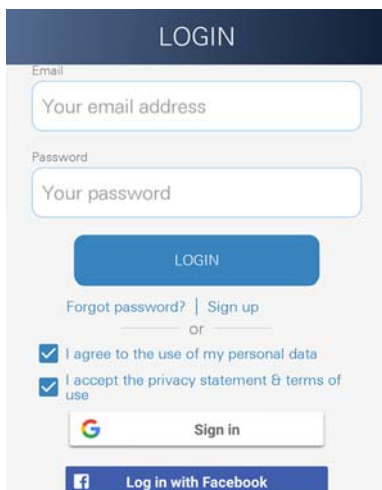 LOGIN
Email
Your email address
Password
Your password
LOGIN
Forgot password? | Sign up
or
I agree to the use of my personal data
I accept the privacy statement & terms of
use
Sign in
Log in with Facebook